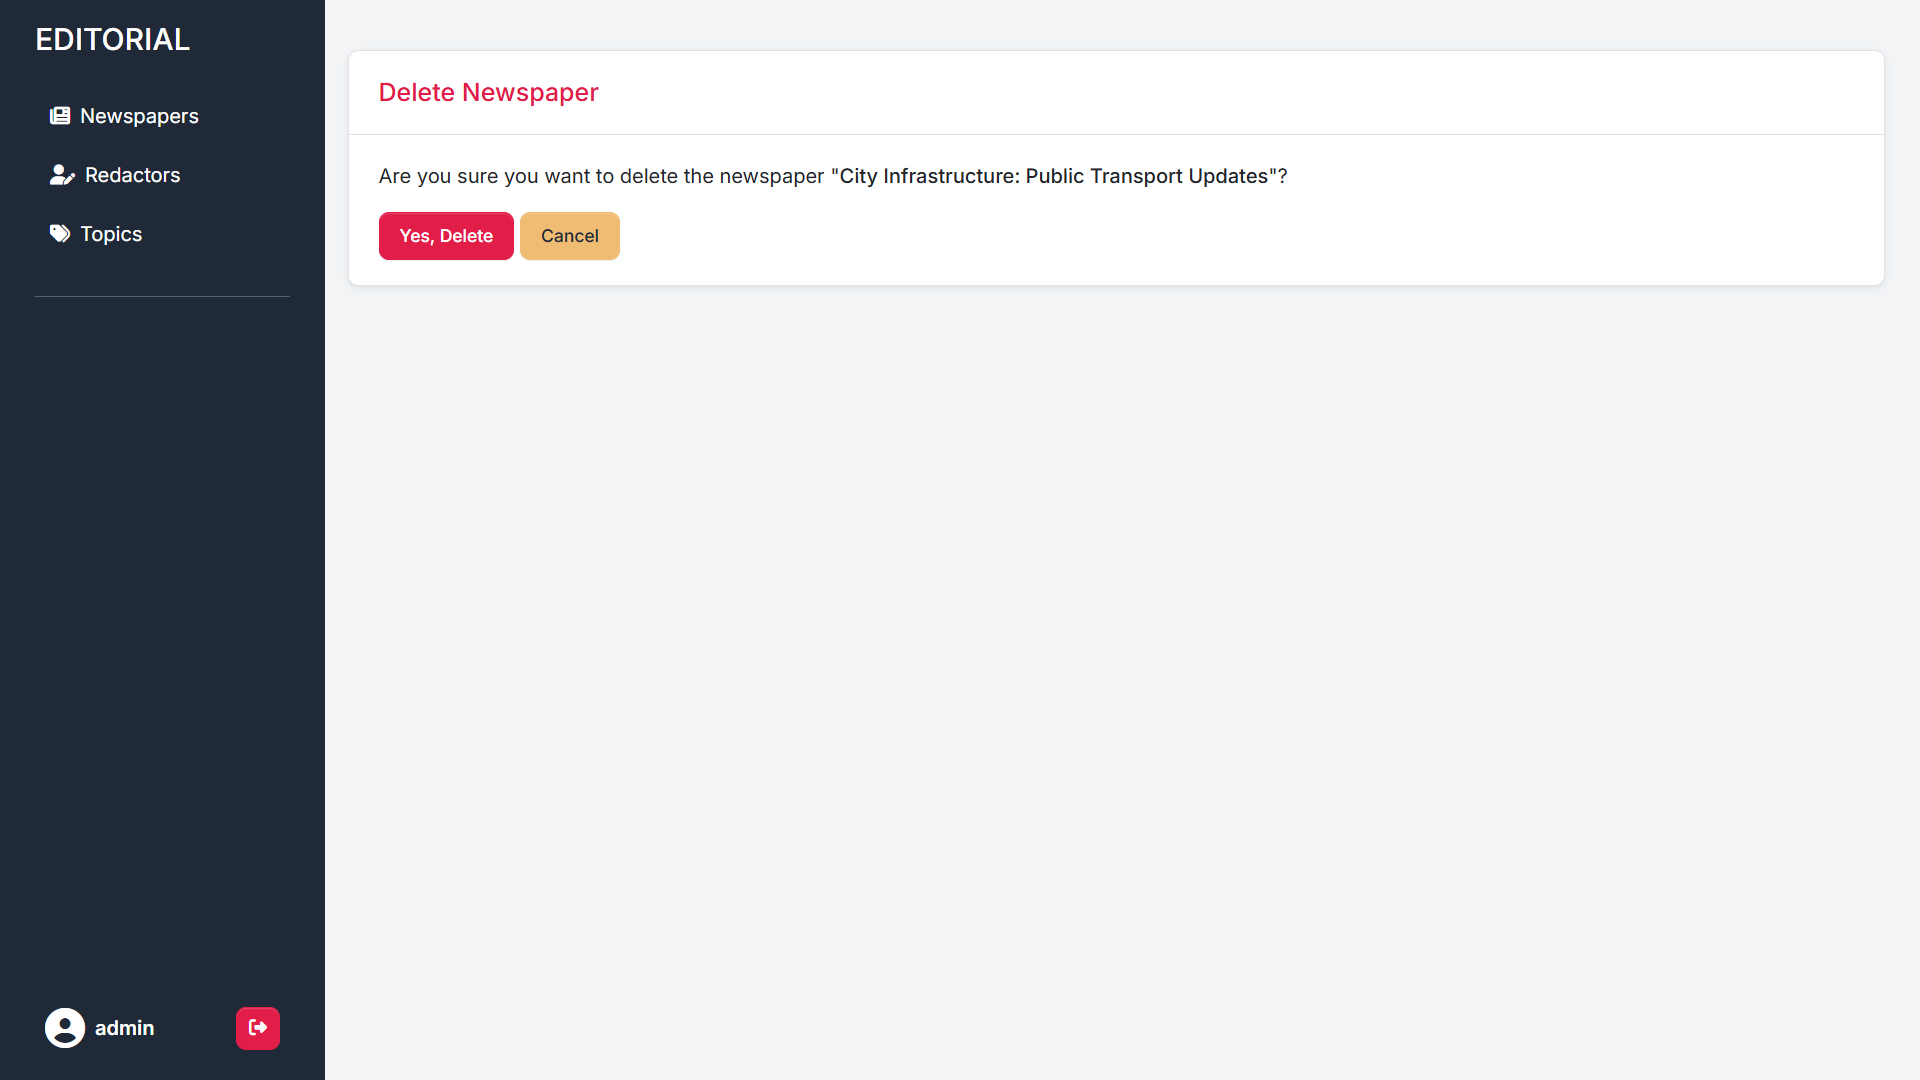 EDITORIAL
Newspapers
Redactors
Topics
admin
Delete Newspaper
Are you sure you want to delete the newspaper "City Infrastructure: Public Transport Updates"?
Yes, Delete
Cancel